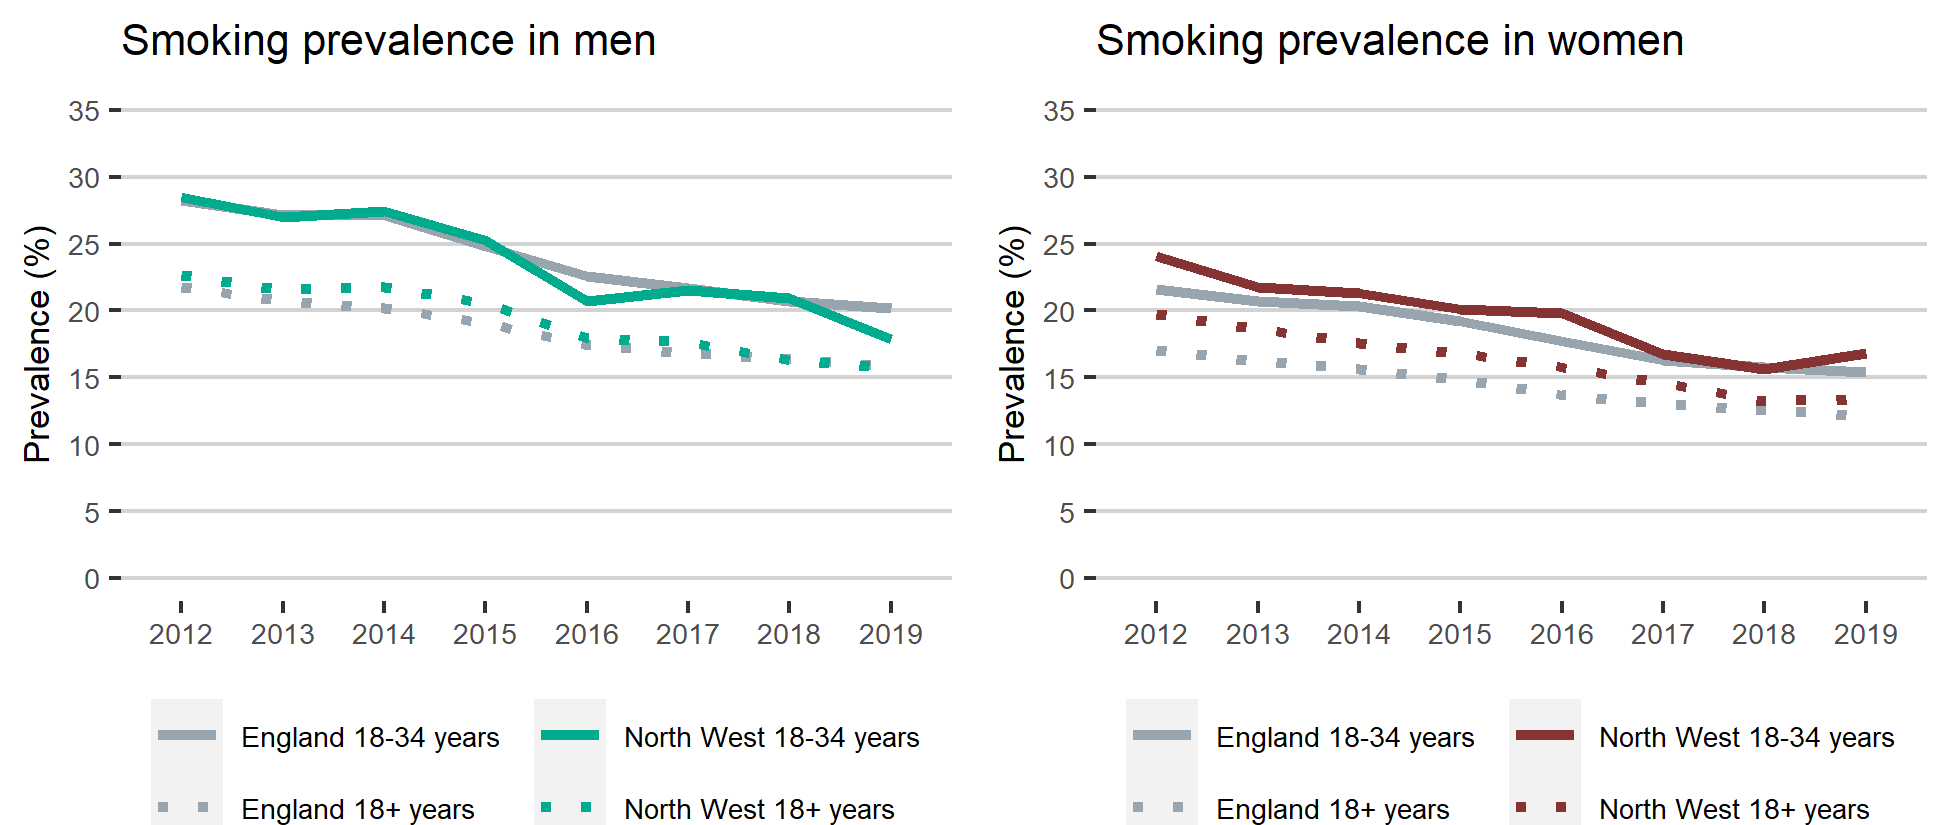 Smoking prevalence in men
Prevalence (%)
35
30
25
20
15
10
5
0
2012 2013 2014 2015 2016 2017 2018 2019
England 18-34 years North West 18-34 years
England 18+ years North West 18+ years
Smoking prevalence in women
Prevalence (%)
35
30
25
20
15
10
5
0
2012 2013 2014 2015 2016 2017 2018 2019
England 18-34 years North West 18-34 years
England 18+ years North West 18+ years